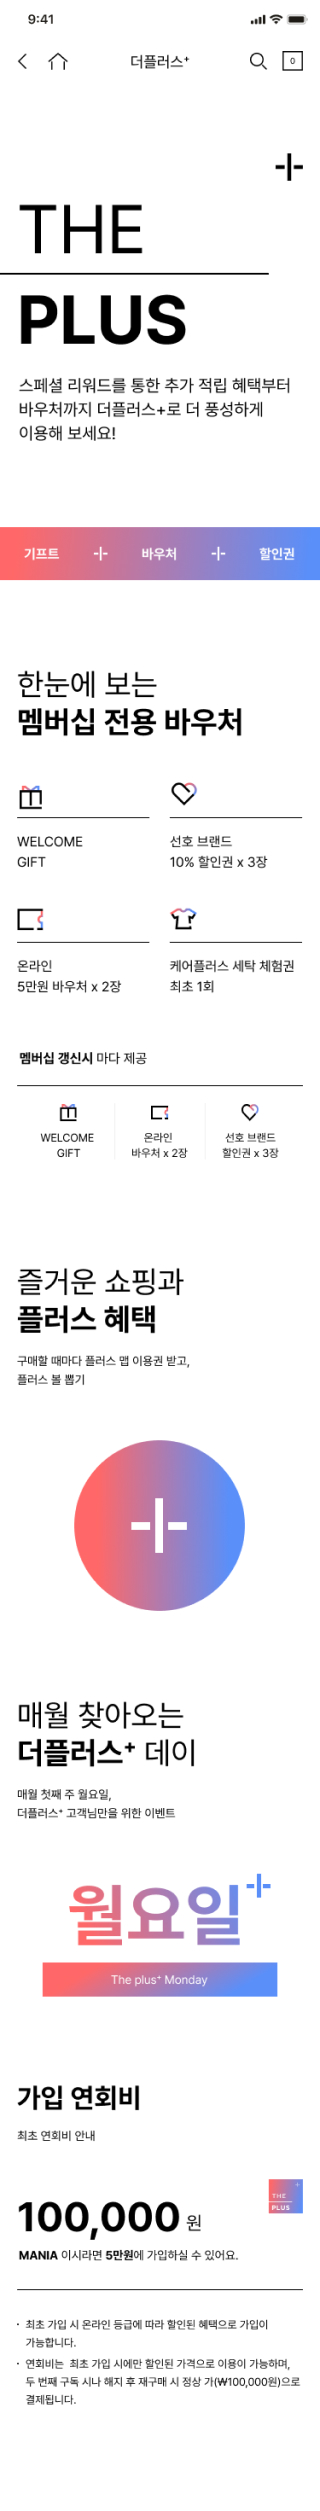 9:41
더플러스⁺
0
THE
PLUS
스페셜 리워드를 통한 추가 적립 혜택부터
바우처까지 더플러스+로 더 풍성하게
이용해 보세요!
기프트 바우처 할인권
한눈에 보는
멤버십 전용 바우처
WELCOME
GIFT
선호 브랜드
10% 할인권 x 3장
온라인
5만원 바우처 x 2장
케어플러스 세탁 체험권
최초 1회
멤버십 갱신시 마다 제공
WELCOME
GIFT
온라인
바우처 x 2장
선호 브랜드
할인권 x 3장
즐거운 쇼핑과
플러스 혜택
구매할 때마다 플러스 맵 이용권 받고,
플러스 볼 뽑기
매월 찾아오는
더플러스⁺ 데이
매월 첫째 주 월요일,
더플러스⁺ 고객님만을 위한 이벤트
월요일
The plus⁺ Monday
가입 연회비
최초 연회비 안내
THE
PLUS
100,000 원
MANIA 이시라면 5만원에 가입하실 수 있어요.
· 최초 가입 시 온라인 등급에 따라 할인된 혜택으로 가입이
가능합니다.
· 연회비는 최초 가입 시에만 할인된 가격으로 이용이 가능하며,
두 번째 구독 시나 해지 후 재구매 시 정상 가(₩100,000원)으로
결제됩니다.